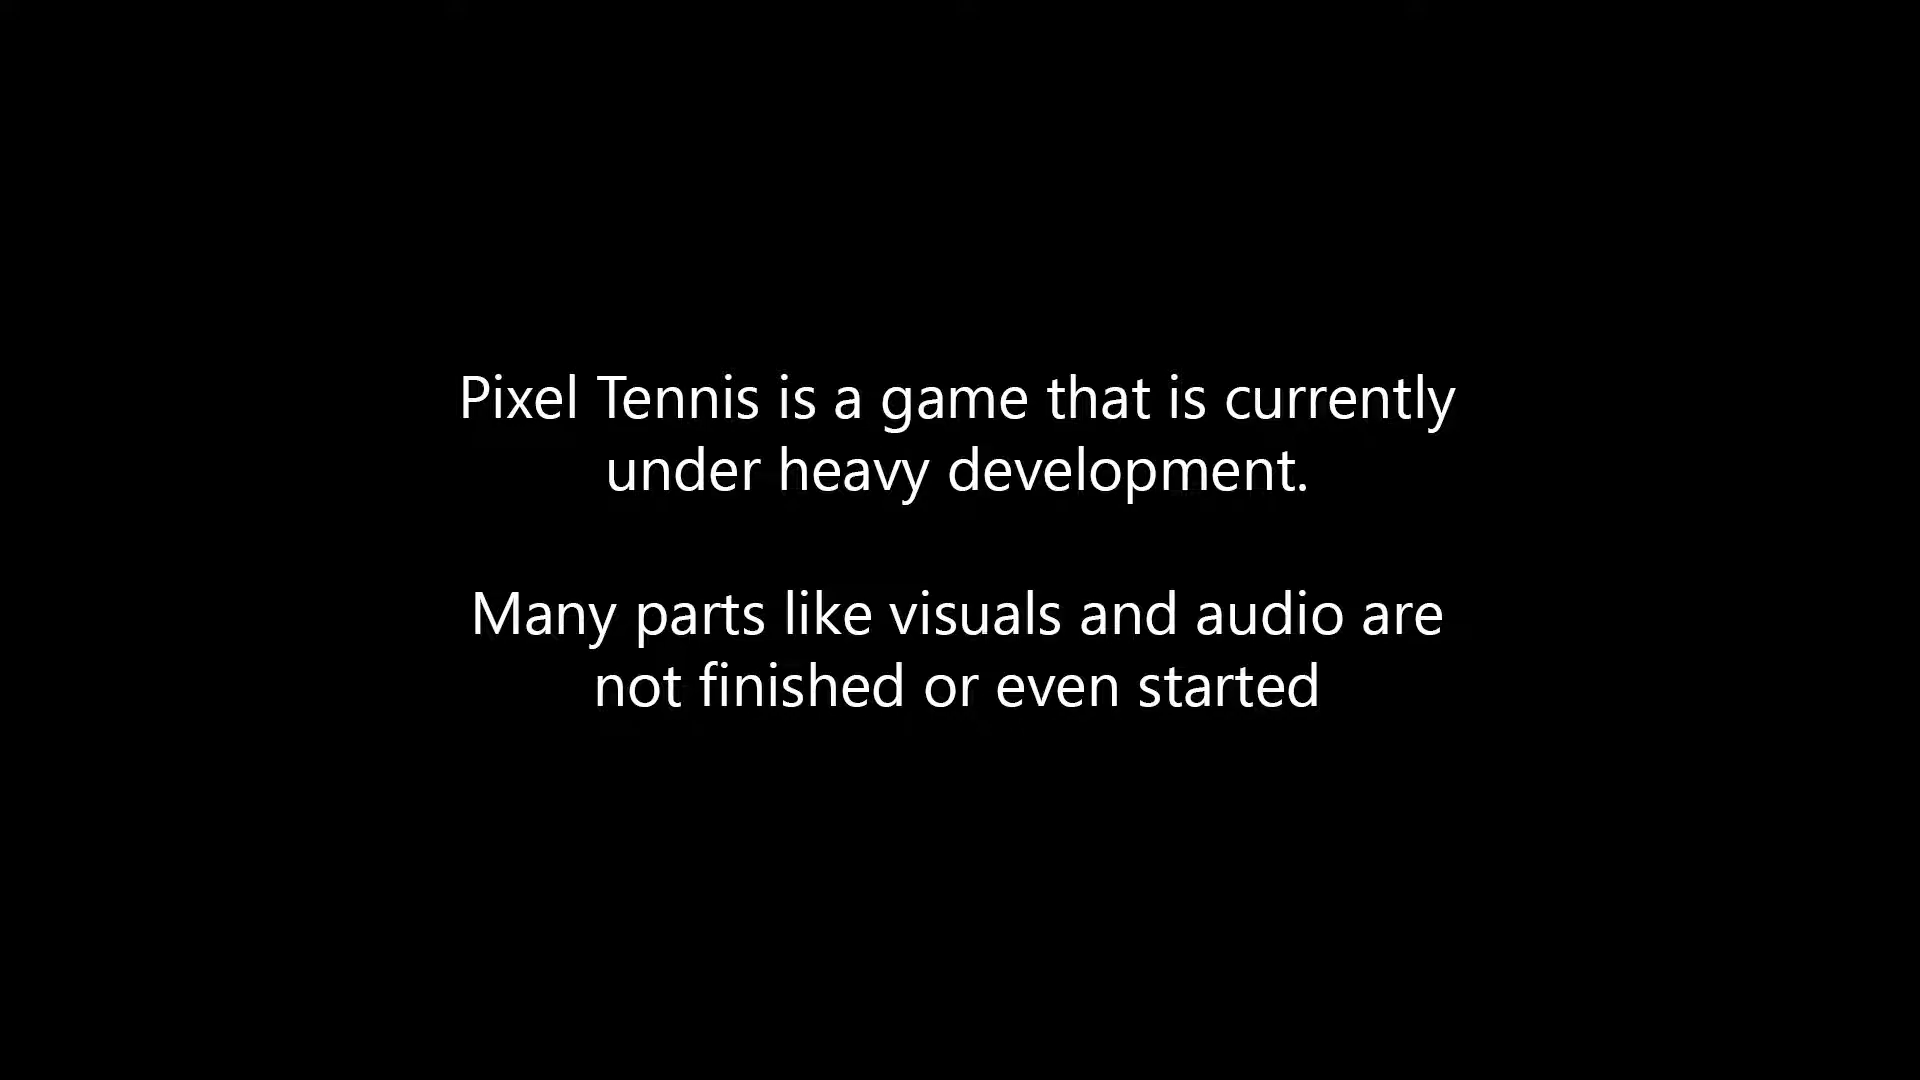 Pixel Tennis is a game that is currently
under heavy development.
Many parts like visuals and audio are
not finished or even started